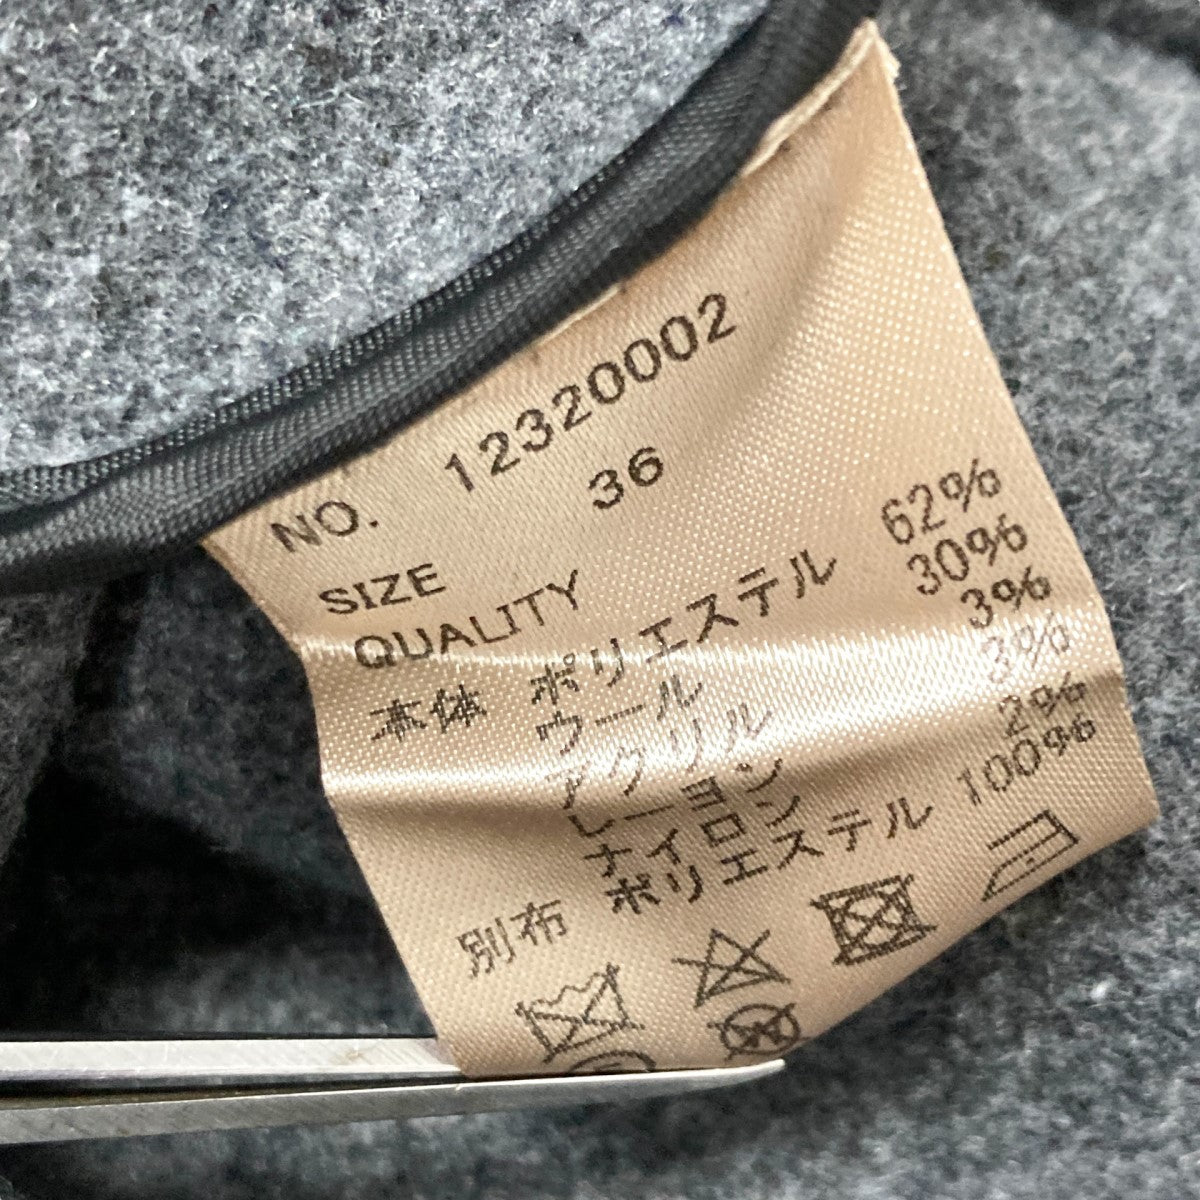 NO. 12320002
SIZE 36
QUALITY
本体 ポリエステル 62%
ウール 30%
アクリル 3%
レーヨン 3%
ナイロン 2%
別布 ポリエステル 100%